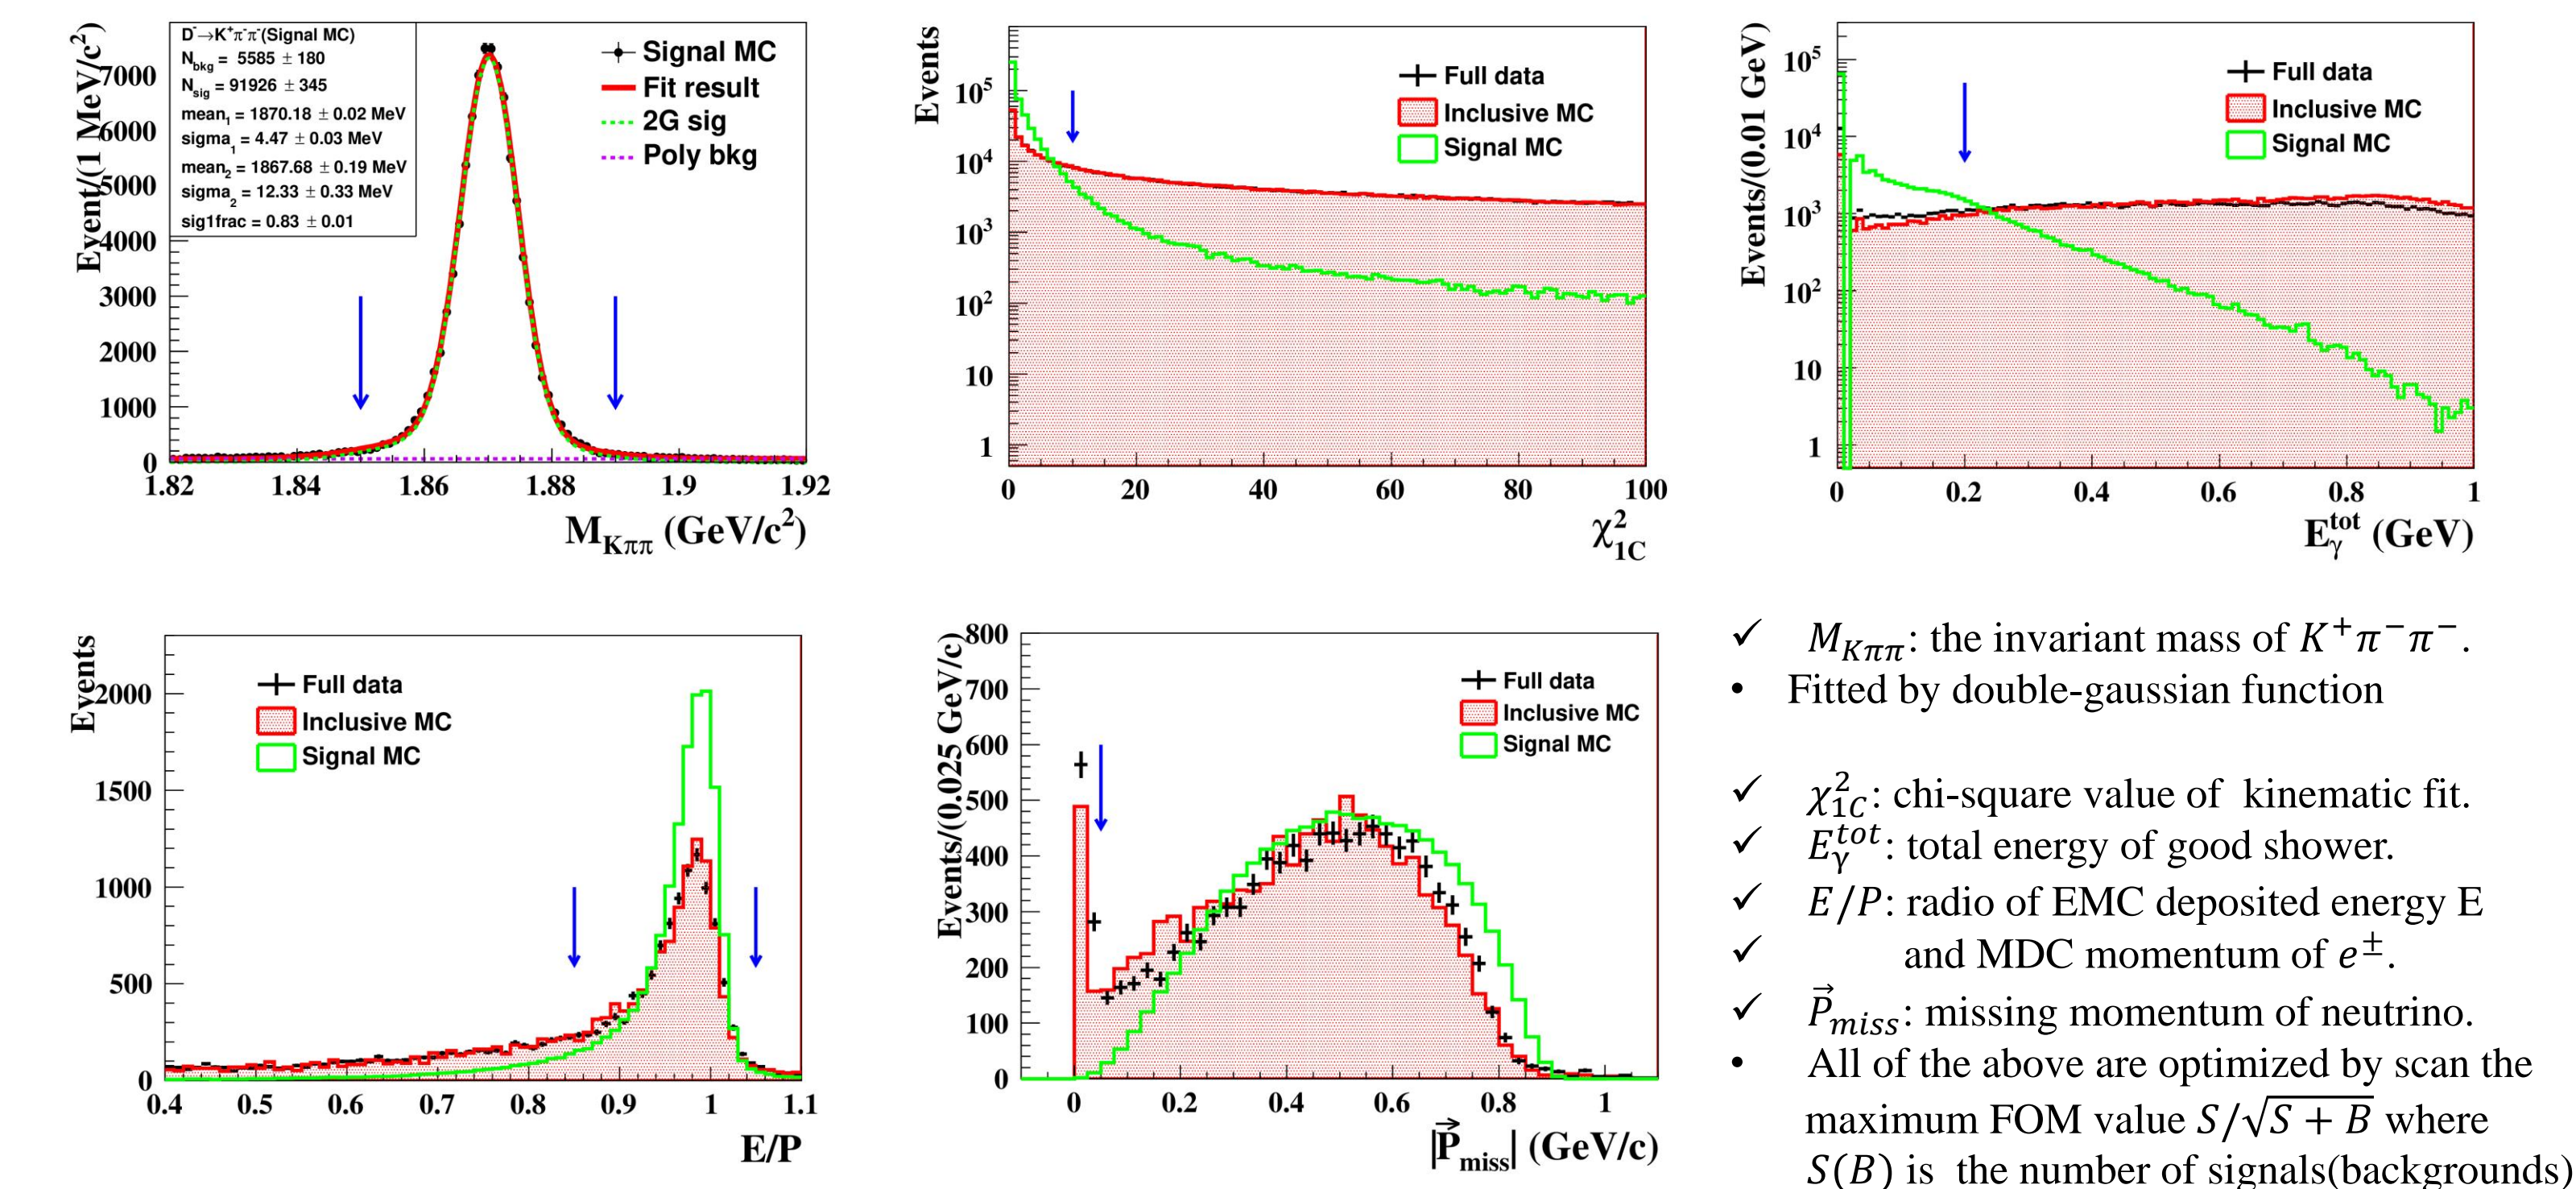 Event/(1 MeV/c²)
D⁻→K⁺π⁻π⁻(Signal MC)
N_bkg = 5585 ± 180
N_sig = 91926 ± 345
mean₁ = 1870.18 ± 0.02 MeV
sigma₁ = 4.47 ± 0.03 MeV
mean₂ = 1867.68 ± 0.19 MeV
sigma₂ = 12.33 ± 0.33 MeV
sig1frac = 0.83 ± 0.01
Signal MC
Fit result
2G sig
Poly bkg
7000
6000
5000
4000
3000
2000
1000
0
1.82 1.84 1.86 1.88 1.9 1.92
M_Kππ (GeV/c²)
Events
Full data
Inclusive MC
Signal MC
10⁵
10⁴
10³
10²
10
1
0 20 40 60 80 100
χ²_1C
Events/(0.01 GeV)
Full data
Inclusive MC
Signal MC
10⁵
10⁴
10³
10²
10
1
0 0.2 0.4 0.6 0.8 1
E_γ^tot (GeV)
Events
Full data
Inclusive MC
Signal MC
2000
1500
1000
500
0
0.4 0.5 0.6 0.7 0.8 0.9 1 1.1
E/P
Events/(0.025 GeV/c)
Full data
Inclusive MC
Signal MC
800
700
600
500
400
300
200
100
0
0 0.2 0.4 0.6 0.8 1
|P⃗_miss| (GeV/c)
✓ M_Kππ: the invariant mass of K⁺π⁻π⁻.
• Fitted by double-gaussian function
✓ χ²_1C: chi-square value of kinematic fit.
✓ E_γ^tot: total energy of good shower.
✓ E/P: radio of EMC deposited energy E
✓ and MDC momentum of e^±.
✓ P⃗_miss: missing momentum of neutrino.
• All of the above are optimized by scan the
maximum FOM value S/√(S + B) where
S(B) is the number of signals(backgrounds)